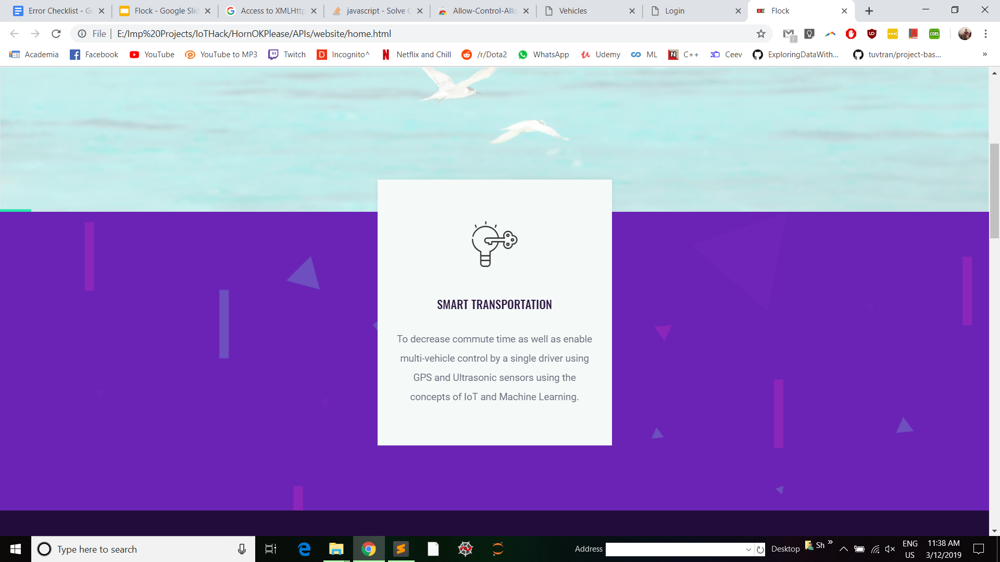 Error Checklist - Go
Flock - Google Slid
Access to XMLHttp
javascript - Solve C
Allow-Control-Allo
Vehicles
Login
Flock
File
E:/Imp%20Projects/IoTHack/HornOKPlease/APIs/website/home.html
Academia
Facebook
YouTube
YouTube to MP3
Twitch
Incognito^
Netflix and Chill
/r/Dota2
WhatsApp
Udemy
ML
C++
Ceev
ExploringDataWith...
tuvtran/project-bas...
»
SMART TRANSPORTATION
To decrease commute time as well as enable
multi-vehicle control by a single driver using
GPS and Ultrasonic sensors using the
concepts of IoT and Machine Learning.
Type here to search
Address
Desktop
Sh
»
ENG
US
11:38 AM
3/12/2019